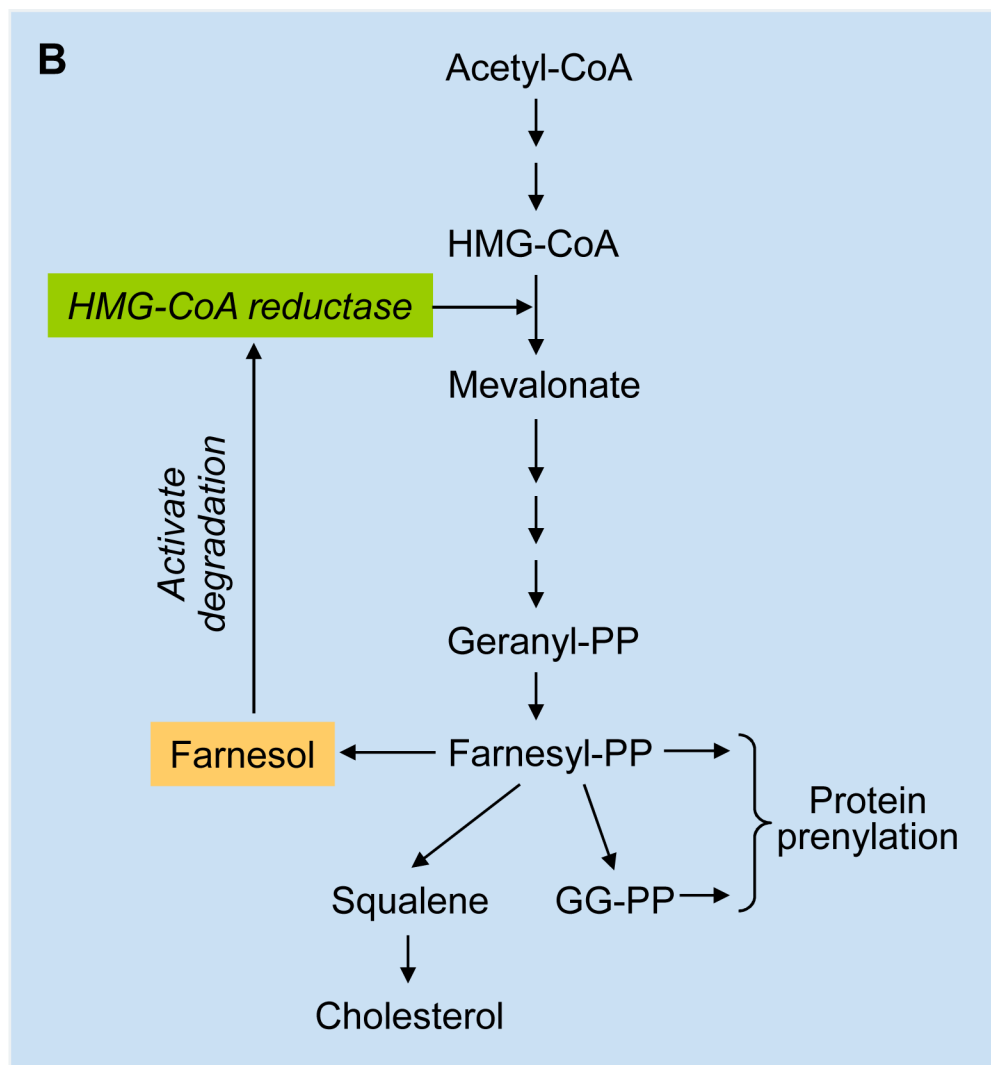 B
Acetyl-CoA
HMG-CoA
HMG-CoA reductase
Mevalonate
Activate
degradation
Geranyl-PP
Farnesol
Farnesyl-PP
Protein
prenylation
Squalene
GG-PP
Cholesterol